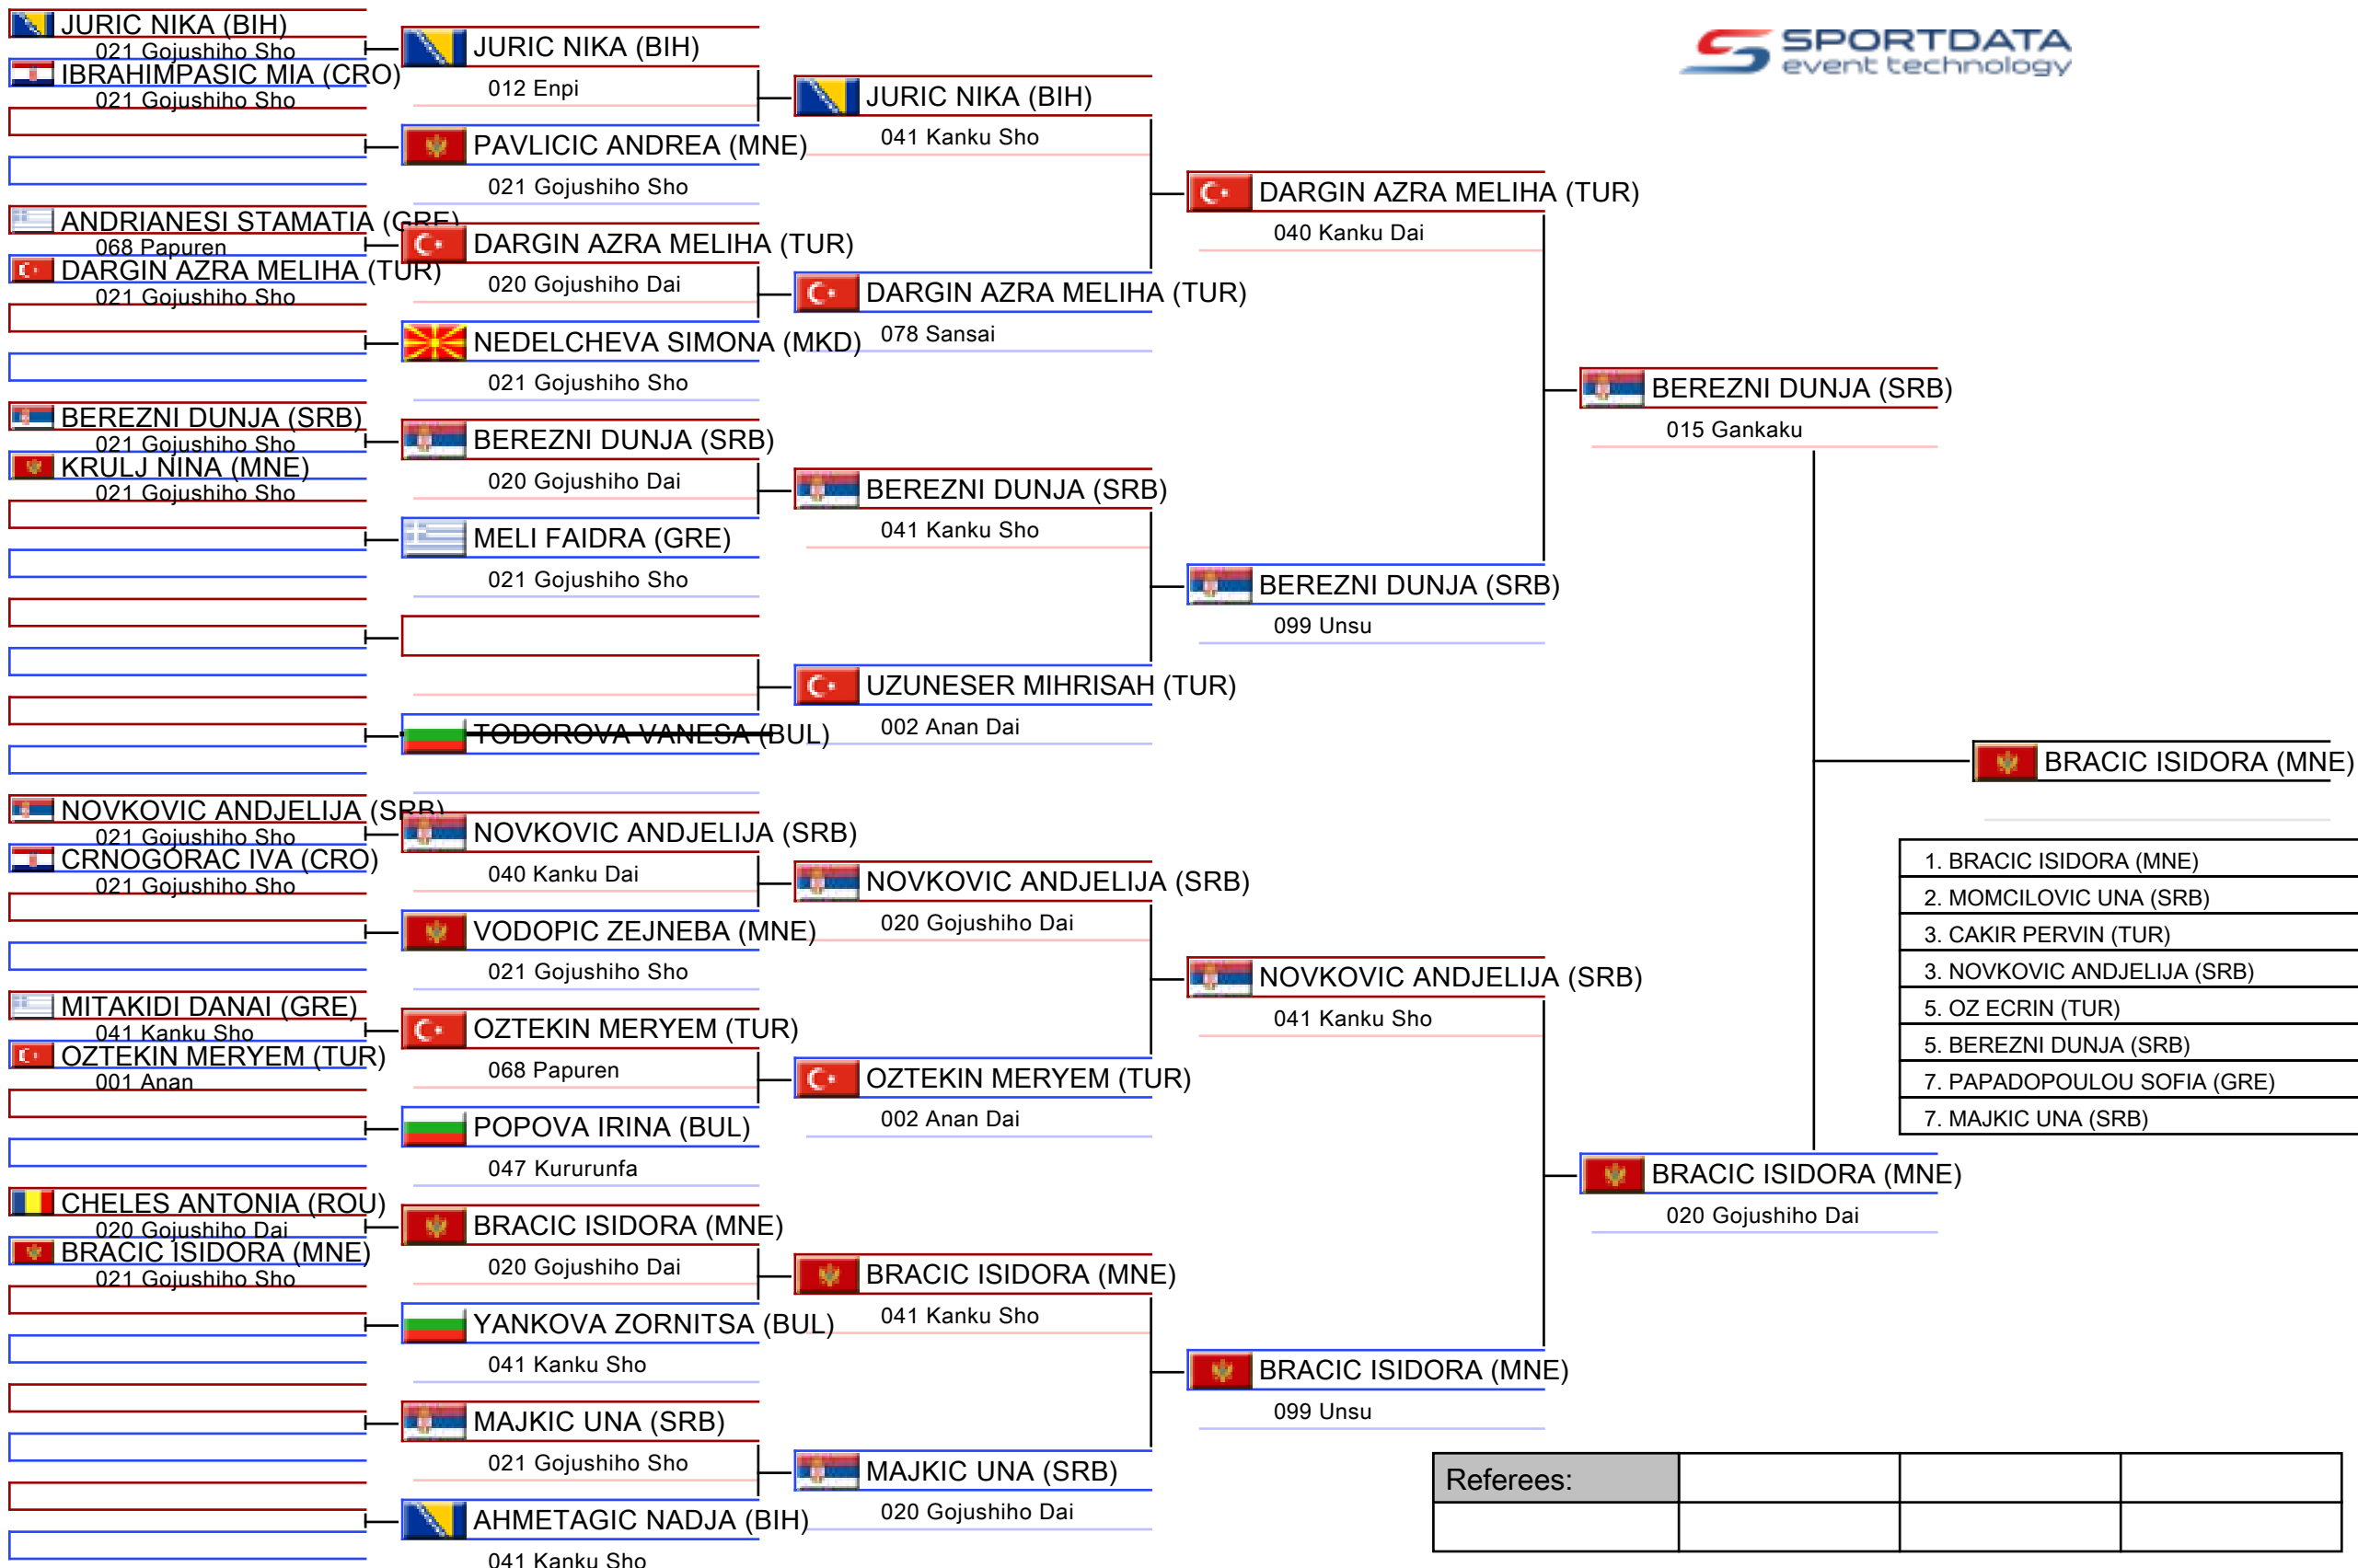 JURIC NIKA (BIH)
021 Gojushiho Sho
IBRAHIMPASIC MIA (CRO)
021 Gojushiho Sho
ANDRIANESI STAMATIA (GRE)
068 Papuren
DARGIN AZRA MELIHA (TUR)
021 Gojushiho Sho
BEREZNI DUNJA (SRB)
021 Gojushiho Sho
KRULJ NINA (MNE)
021 Gojushiho Sho
NOVKOVIC ANDJELIJA (SRB)
021 Gojushiho Sho
CRNOGORAC IVA (CRO)
021 Gojushiho Sho
MITAKIDI DANAI (GRE)
041 Kanku Sho
OZTEKIN MERYEM (TUR)
001 Anan
CHELES ANTONIA (ROU)
020 Gojushiho Dai
BRACIC ISIDORA (MNE)
021 Gojushiho Sho
JURIC NIKA (BIH)
012 Enpi
PAVLICIC ANDREA (MNE)
021 Gojushiho Sho
DARGIN AZRA MELIHA (TUR)
020 Gojushiho Dai
NEDELCHEVA SIMONA (MKD)
021 Gojushiho Sho
BEREZNI DUNJA (SRB)
020 Gojushiho Dai
MELI FAIDRA (GRE)
021 Gojushiho Sho
TODOROVA VANESA (BUL)
NOVKOVIC ANDJELIJA (SRB)
040 Kanku Dai
VODOPIC ZEJNEBA (MNE)
021 Gojushiho Sho
OZTEKIN MERYEM (TUR)
068 Papuren
POPOVA IRINA (BUL)
047 Kururunfa
BRACIC ISIDORA (MNE)
020 Gojushiho Dai
YANKOVA ZORNITSA (BUL)
041 Kanku Sho
MAJKIC UNA (SRB)
021 Gojushiho Sho
AHMETAGIC NADJA (BIH)
041 Kanku Sho
JURIC NIKA (BIH)
041 Kanku Sho
DARGIN AZRA MELIHA (TUR)
078 Sansai
BEREZNI DUNJA (SRB)
041 Kanku Sho
UZUNESER MIHRISAH (TUR)
002 Anan Dai
NOVKOVIC ANDJELIJA (SRB)
020 Gojushiho Dai
OZTEKIN MERYEM (TUR)
002 Anan Dai
BRACIC ISIDORA (MNE)
041 Kanku Sho
MAJKIC UNA (SRB)
020 Gojushiho Dai
DARGIN AZRA MELIHA (TUR)
040 Kanku Dai
BEREZNI DUNJA (SRB)
099 Unsu
NOVKOVIC ANDJELIJA (SRB)
041 Kanku Sho
BRACIC ISIDORA (MNE)
099 Unsu
BEREZNI DUNJA (SRB)
015 Gankaku
BRACIC ISIDORA (MNE)
020 Gojushiho Dai
SPORTDATA
event technology
BRACIC ISIDORA (MNE)
1. BRACIC ISIDORA (MNE)
2. MOMCILOVIC UNA (SRB)
3. CAKIR PERVIN (TUR)
3. NOVKOVIC ANDJELIJA (SRB)
5. OZ ECRIN (TUR)
5. BEREZNI DUNJA (SRB)
7. PAPADOPOULOU SOFIA (GRE)
7. MAJKIC UNA (SRB)
Referees: